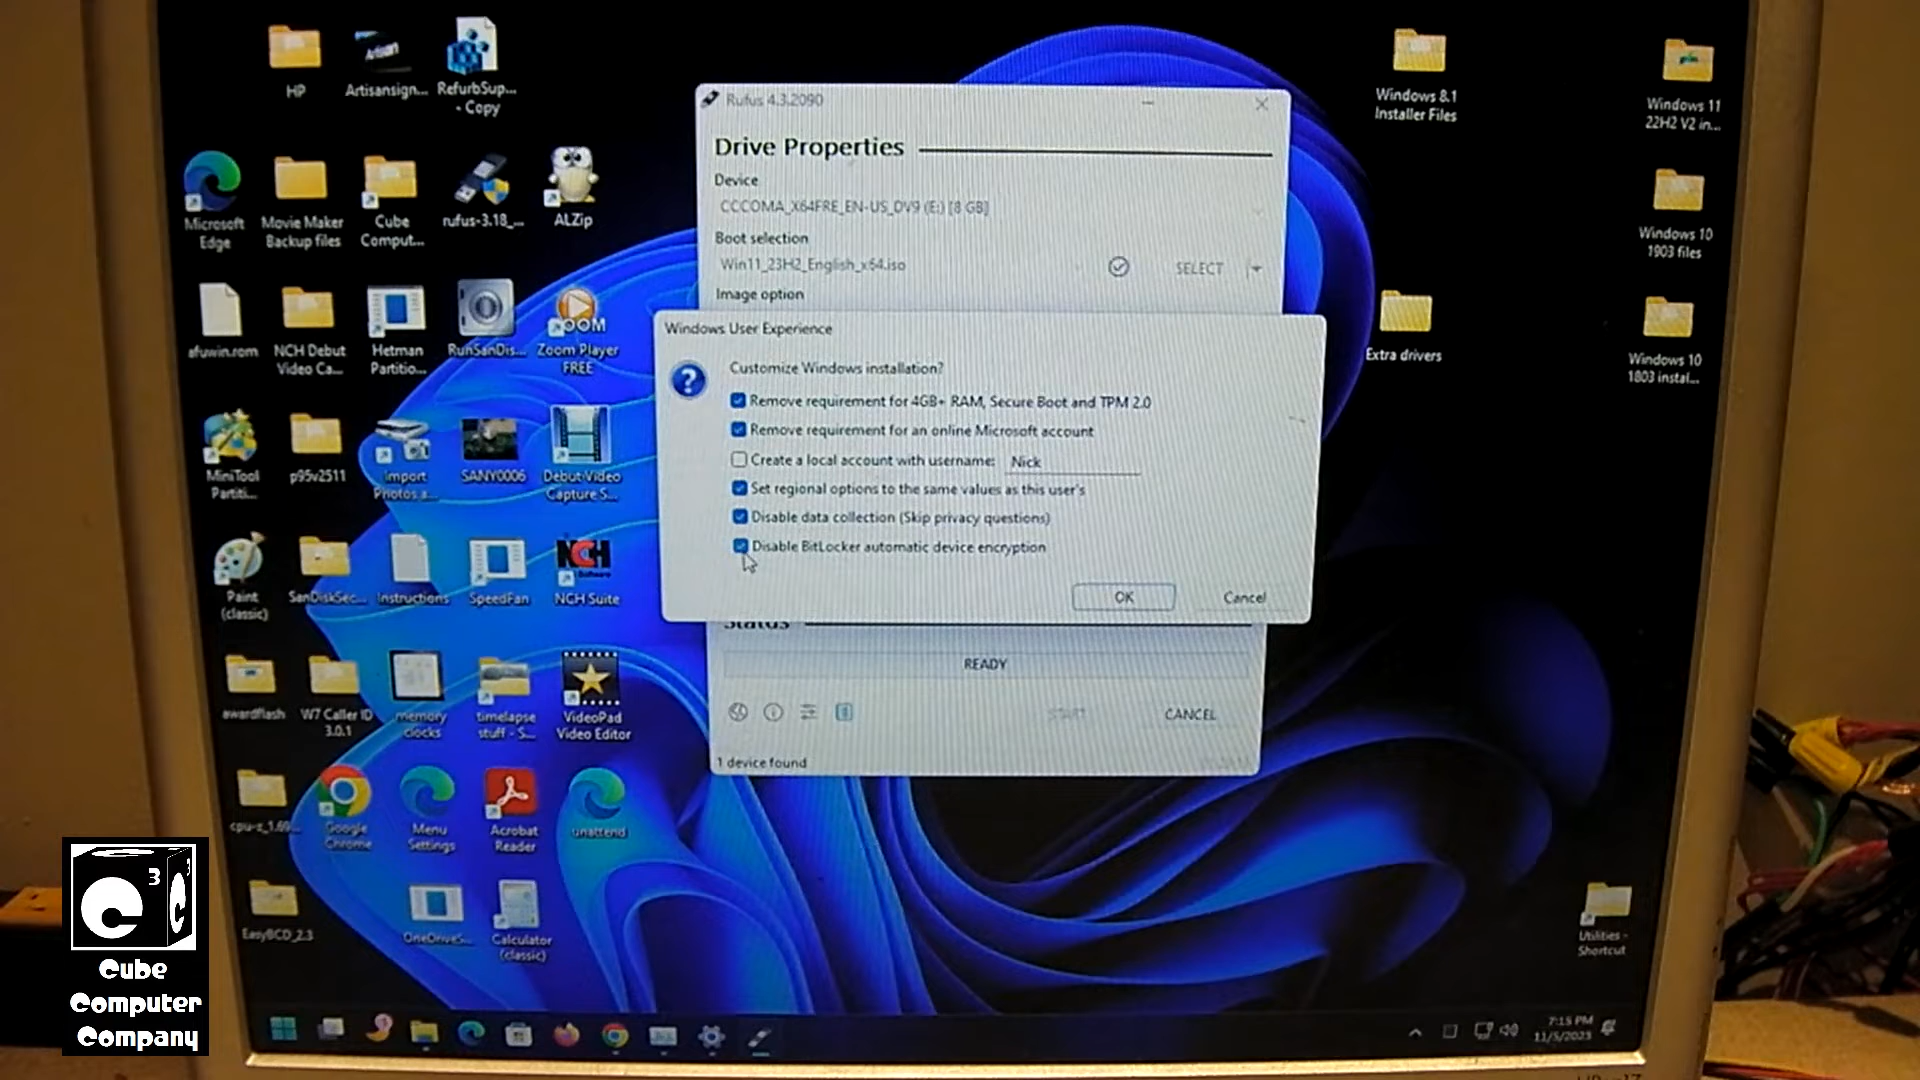 HP
Artisansign...
RefurbSup...
- Copy
Microsoft
Edge
Movie Maker
Backup files
Cube
Comput...
rufus-3.18_...
ALZip
afuwin.rom
NCH Debut
Video Ca...
Hetman
Partitio...
RunSanDis...
ZOOM
Zoom Player
FREE
MiniTool
Partiti...
p95v2511
Import
Photos a...
SANY0006
Debut Video
Capture S...
Paint
(classic)
SanDiskSec...
Instructions
SpeedFan
NCH
NCH Suite
awardflash
W7 Caller ID
3.0.1
memory
clocks
timelapse
stuff - S...
VideoPad
Video Editor
cpu-z_1.69...
Google
Chrome
Menu
Settings
Acrobat
Reader
unattend
EasyBCD_2.3
OneDriveS...
Calculator
(classic)
Rufus 4.3.2090
Drive Properties
Device
CCCOMA_X64FRE_EN-US_DV9 (E:) [8 GB]
Boot selection
Win11_23H2_English_x64.iso
SELECT
Image option
Windows User Experience
Customize Windows installation?
Remove requirement for 4GB+ RAM, Secure Boot and TPM 2.0
Remove requirement for an online Microsoft account
Create a local account with username: Nick
Set regional options to the same values as this user's
Disable data collection (Skip privacy questions)
Disable BitLocker automatic device encryption
OK
Cancel
Status
READY
START
CANCEL
1 device found
Windows 8.1
Installer Files
Windows 11
22H2 V2 in...
Windows 10
1903 files
Extra drivers
Windows 10
1803 instal...
Utilities -
Shortcut
7:15 PM
11/5/2023
C3
Cube
Computer
Company